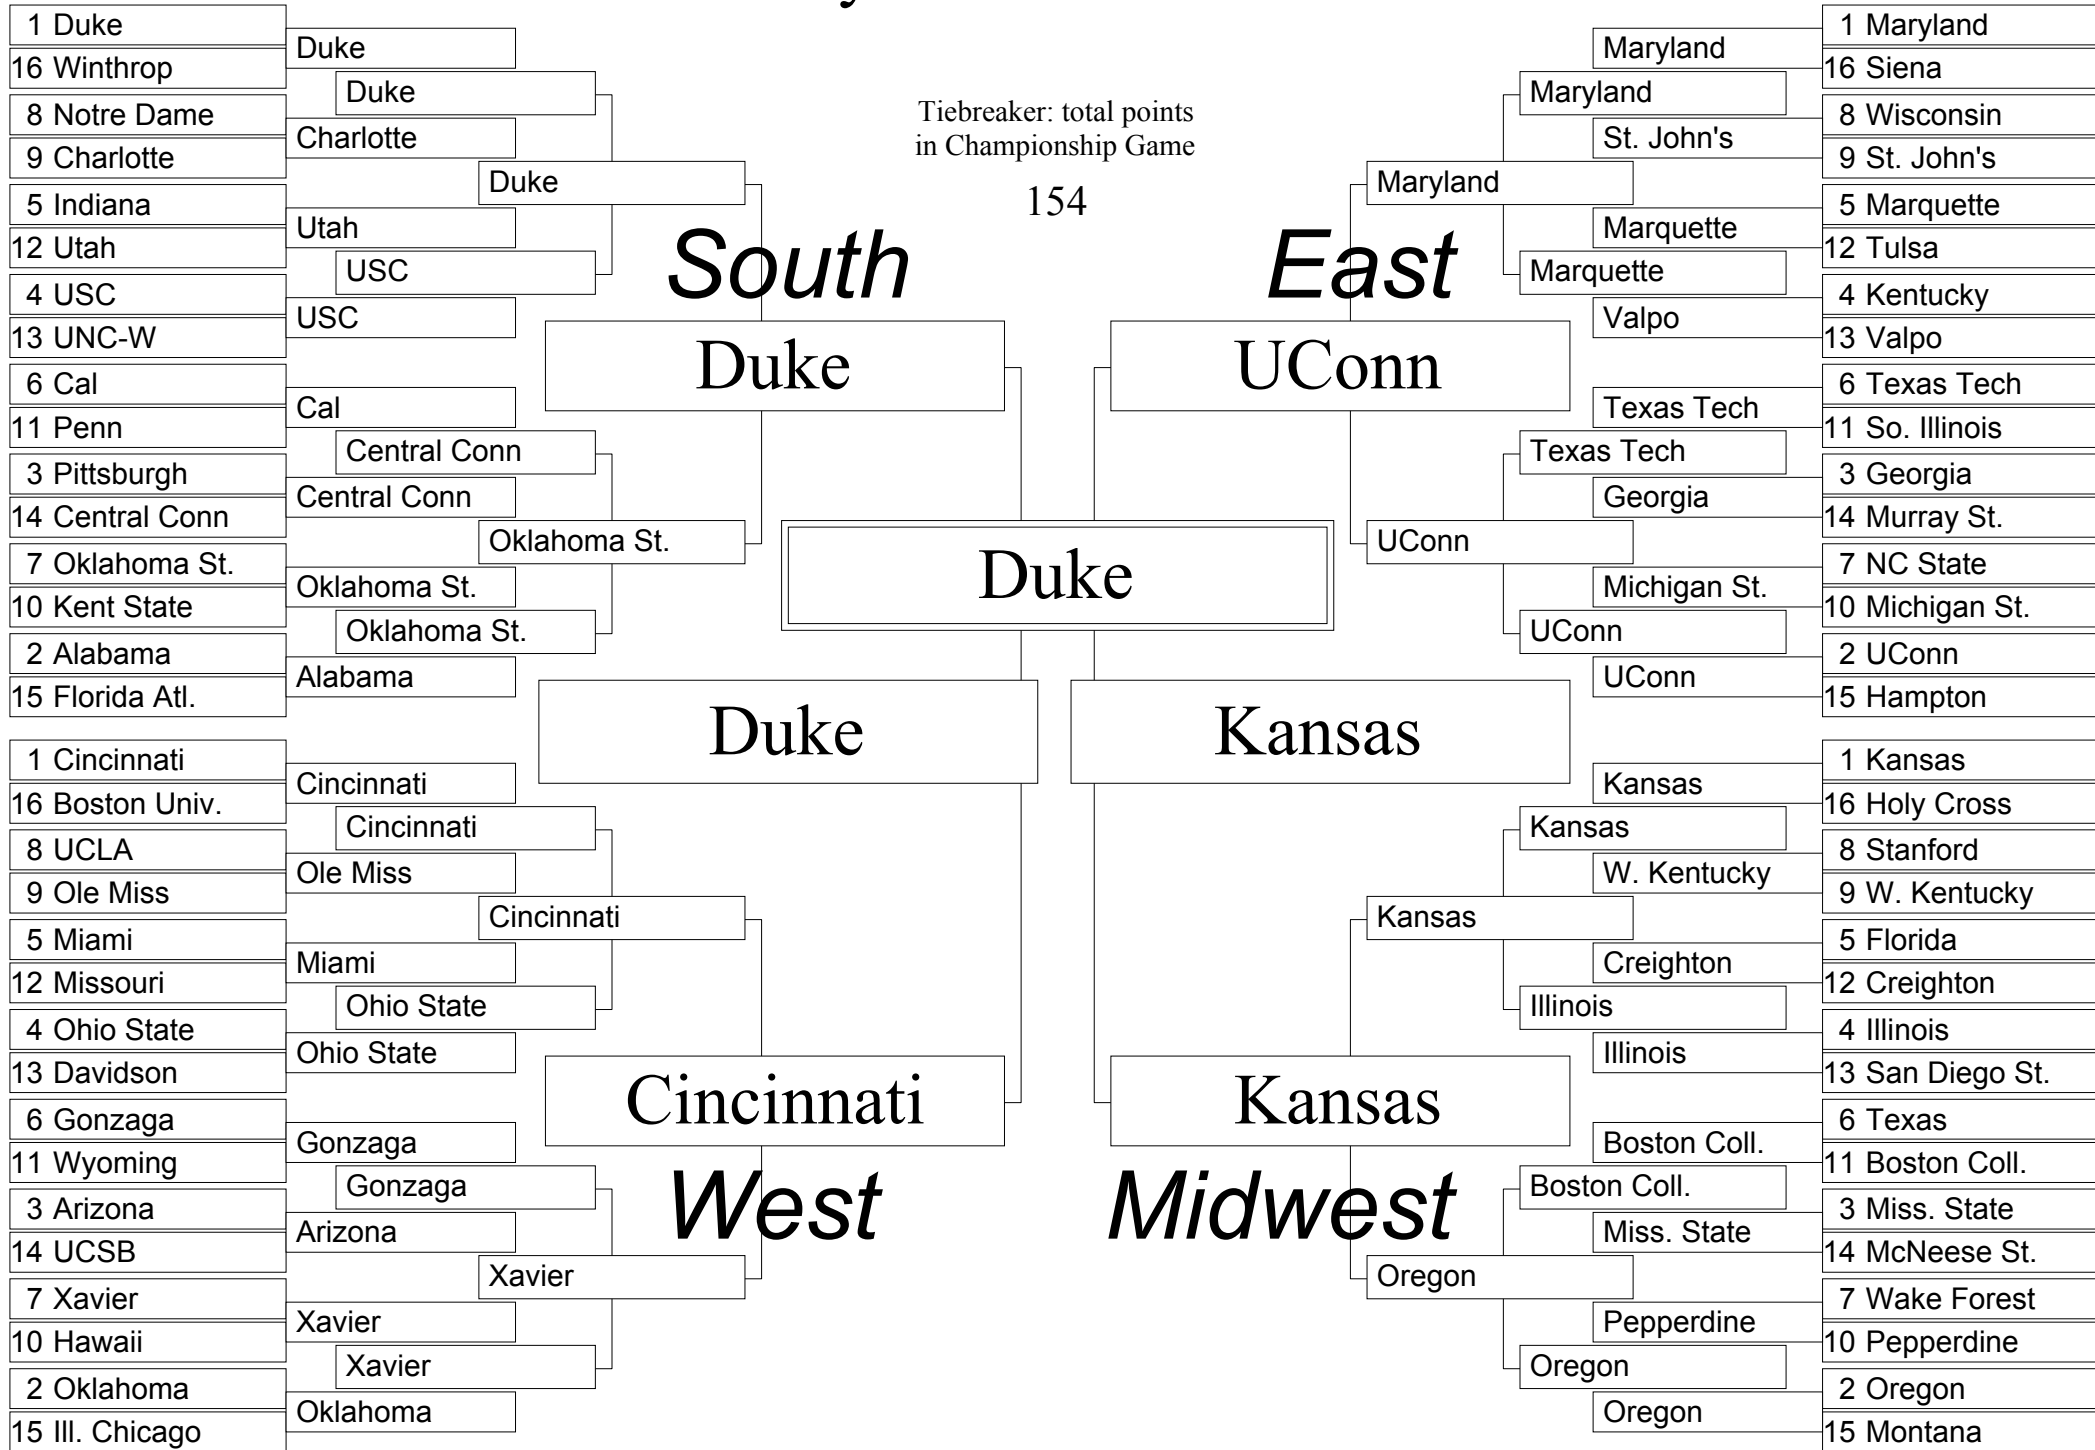 1 Duke
16 Winthrop
8 Notre Dame
9 Charlotte
5 Indiana
12 Utah
4 USC
13 UNC-W
6 Cal
11 Penn
3 Pittsburgh
14 Central Conn
7 Oklahoma St.
10 Kent State
2 Alabama
15 Florida Atl.
Duke
Charlotte
Utah
USC
Cal
Central Conn
Oklahoma St.
Alabama
Duke
USC
Central Conn
Oklahoma St.
Duke
Oklahoma St.
South
Duke
1 Cincinnati
16 Boston Univ.
8 UCLA
9 Ole Miss
5 Miami
12 Missouri
4 Ohio State
13 Davidson
6 Gonzaga
11 Wyoming
3 Arizona
14 UCSB
7 Xavier
10 Hawaii
2 Oklahoma
15 Ill. Chicago
Cincinnati
Ole Miss
Miami
Ohio State
Gonzaga
Arizona
Xavier
Oklahoma
Cincinnati
Ohio State
Gonzaga
Xavier
Cincinnati
Xavier
Cincinnati
West
Tiebreaker: total points
in Championship Game
154
Duke
Duke
Kansas
East
UConn
Maryland
UConn
Maryland
Marquette
Texas Tech
UConn
Maryland
St. John's
Marquette
Valpo
Texas Tech
Georgia
Michigan St.
UConn
1 Maryland
16 Siena
8 Wisconsin
9 St. John's
5 Marquette
12 Tulsa
4 Kentucky
13 Valpo
6 Texas Tech
11 So. Illinois
3 Georgia
14 Murray St.
7 NC State
10 Michigan St.
2 UConn
15 Hampton
Kansas
Midwest
Kansas
Oregon
Kansas
Illinois
Boston Coll.
Oregon
Kansas
W. Kentucky
Creighton
Illinois
Boston Coll.
Miss. State
Pepperdine
Oregon
1 Kansas
16 Holy Cross
8 Stanford
9 W. Kentucky
5 Florida
12 Creighton
4 Illinois
13 San Diego St.
6 Texas
11 Boston Coll.
3 Miss. State
14 McNeese St.
7 Wake Forest
10 Pepperdine
2 Oregon
15 Montana